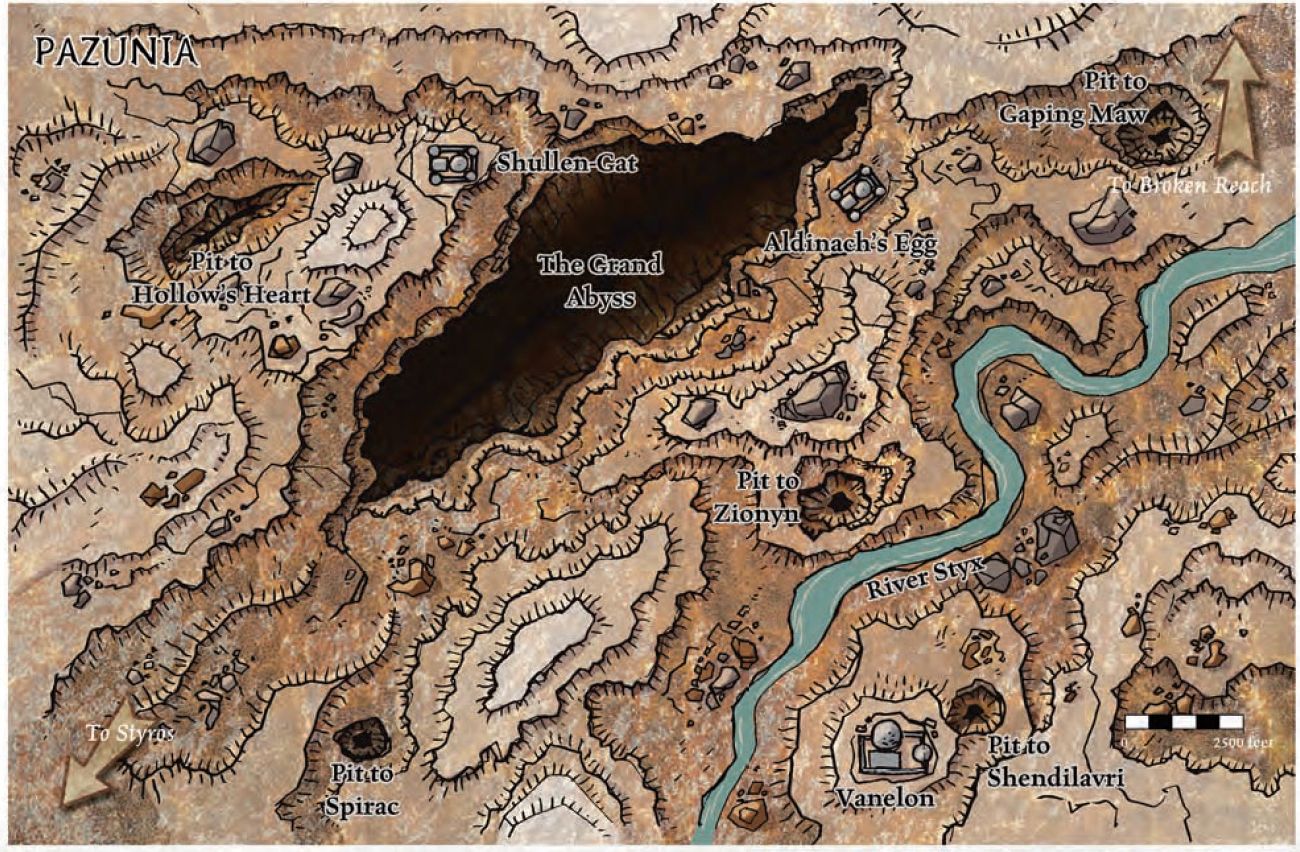 PAZUNIA
Pit to
Gaping Maw
Shullen-Gat
To Broken Reach
Aldinach's Egg
Pit to
Hollow's Heart
The Grand
Abyss
Pit to
Zionyn
River Styx
To Styros
0 2500 feet
Pit to
Shendilavri
Pit to
Spirac
Vanelon